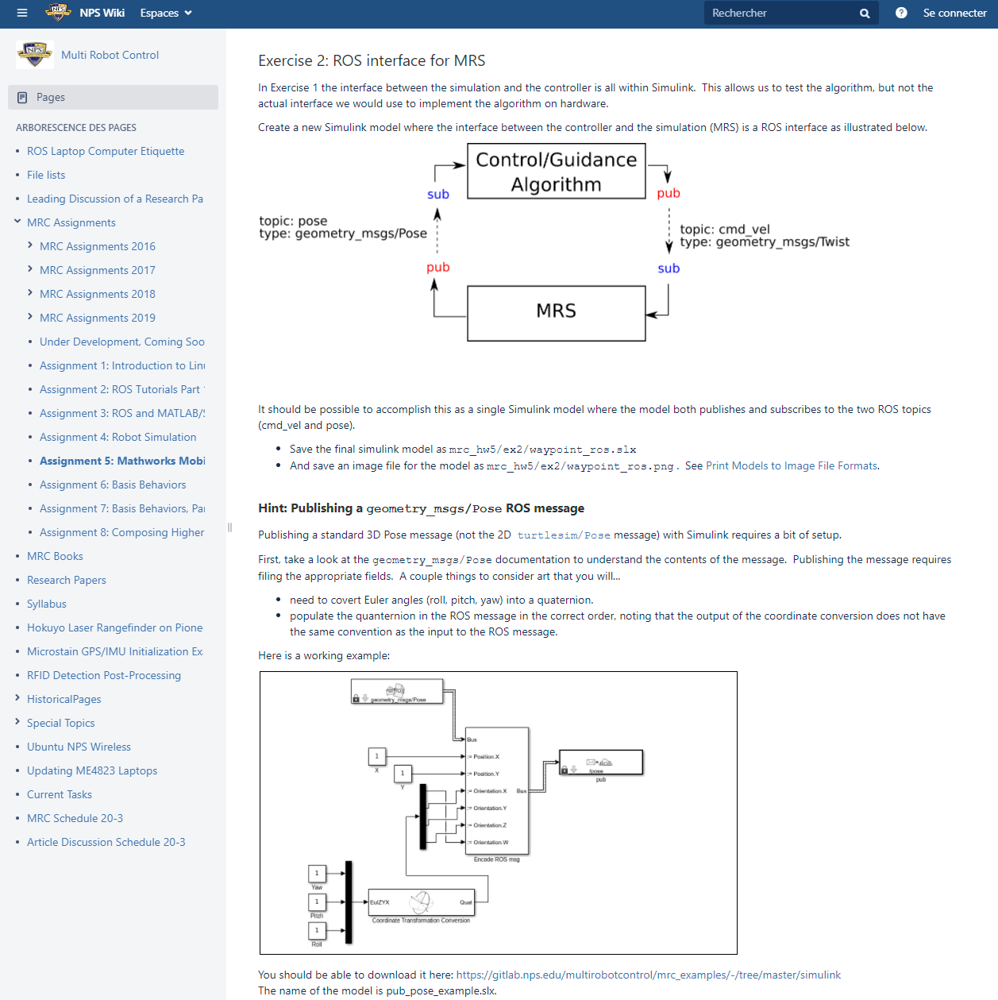 NPS Wiki Espaces Rechercher Se connecter
Multi Robot Control
Pages
ARBORESCENCE DES PAGES
ROS Laptop Computer Etiquette
File lists
Leading Discussion of a Research Pa
MRC Assignments
MRC Assignments 2016
MRC Assignments 2017
MRC Assignments 2018
MRC Assignments 2019
Under Development, Coming Soo
Assignment 1: Introduction to Linu
Assignment 2: ROS Tutorials Part 1
Assignment 3: ROS and MATLAB/S
Assignment 4: Robot Simulation
Assignment 5: Mathworks Mobi
Assignment 6: Basis Behaviors
Assignment 7: Basis Behaviors, Par
Assignment 8: Composing Higher
MRC Books
Research Papers
Syllabus
Hokuyo Laser Rangefinder on Pione
Microstain GPS/IMU Initialization Ex
RFID Detection Post-Processing
HistoricalPages
Special Topics
Ubuntu NPS Wireless
Updating ME4823 Laptops
Current Tasks
MRC Schedule 20-3
Article Discussion Schedule 20-3
Exercise 2: ROS interface for MRS
In Exercise 1 the interface between the simulation and the controller is all within Simulink. This allows us to test the algorithm, but not the
actual interface we would use to implement the algorithm on hardware.
Create a new Simulink model where the interface between the controller and the simulation (MRS) is a ROS interface as illustrated below.
Control/Guidance
Algorithm
sub
pub
topic: pose
type: geometry_msgs/Pose
topic: cmd_vel
type: geometry_msgs/Twist
pub
sub
MRS
It should be possible to accomplish this as a single Simulink model where the model both publishes and subscribes to the two ROS topics
(cmd_vel and pose).
Save the final simulink model as mrc_hw5/ex2/waypoint_ros.slx
And save an image file for the model as mrc_hw5/ex2/waypoint_ros.png. See Print Models to Image File Formats.
Hint: Publishing a geometry_msgs/Pose ROS message
Publishing a standard 3D Pose message (not the 2D turtlesim/Pose message) with Simulink requires a bit of setup.
First, take a look at the geometry_msgs/Pose documentation to understand the contents of the message. Publishing the message requires
filing the appropriate fields. A couple things to consider art that you will...
need to covert Euler angles (roll, pitch, yaw) into a quaternion.
populate the quanternion in the ROS message in the correct order, noting that the output of the coordinate conversion does not have
the same convention as the input to the ROS message.
Here is a working example:
geometry_msgs/Pose
Bus
1
X
:= Position.X
1
Y
:= Position.Y
:= Orientation.X Bus
:= Orientation.Y
:= Orientation.Z
:= Orientation.W
Encode ROS msg
ROS
/pose
pub
1
Yaw
1
Pitch
1
Roll
EulZYX Quat
Coordinate Transformation Conversion
You should be able to download it here: https://gitlab.nps.edu/multirobotcontrol/mrc_examples/-/tree/master/simulink
The name of the model is pub_pose_example.slx.